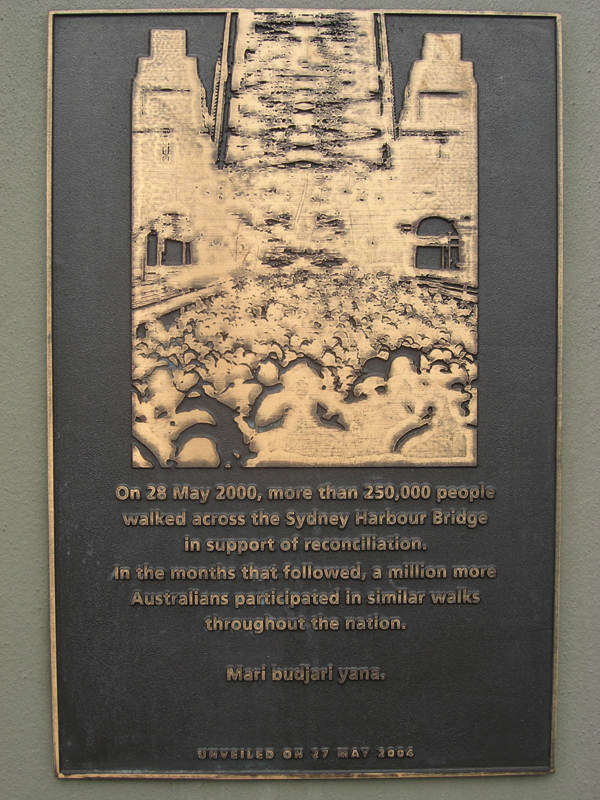 On 28 May 2000, more than 250,000 people
walked across the Sydney Harbour Bridge
in support of reconciliation.
In the months that followed, a million more
Australians participated in similar walks
throughout the nation.
Mari budjari yana.
UNVEILED ON 27 MAY 2004